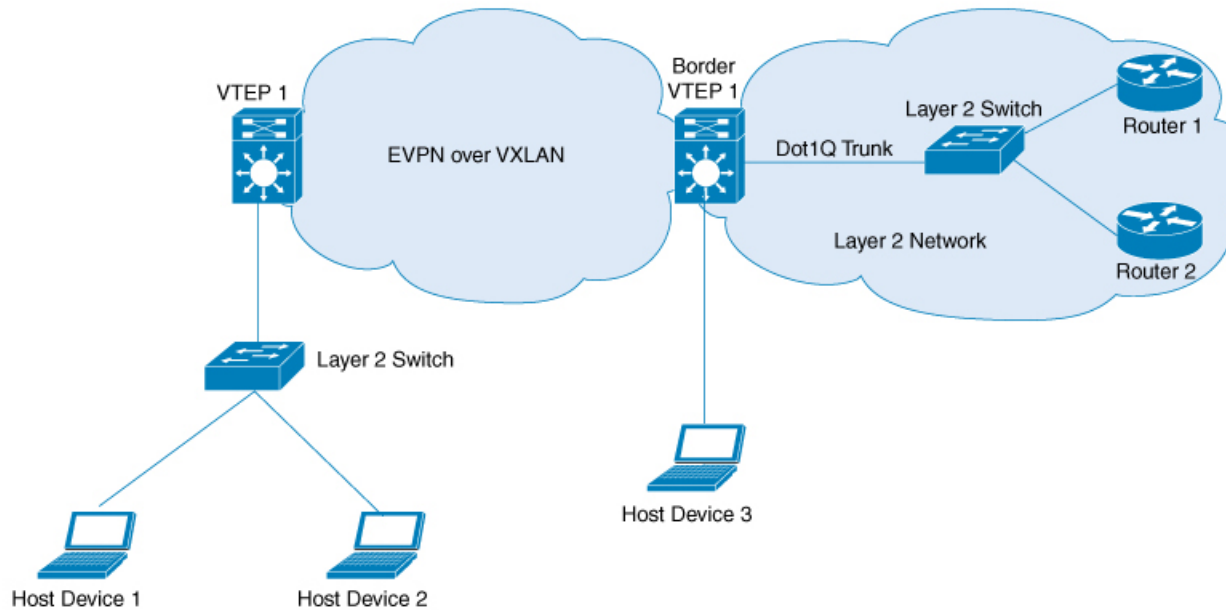 VTEP 1
Border
VTEP 1
EVPN over VXLAN
Dot1Q Trunk
Layer 2 Switch
Router 1
Layer 2 Network
Router 2
Layer 2 Switch
Host Device 3
Host Device 1
Host Device 2